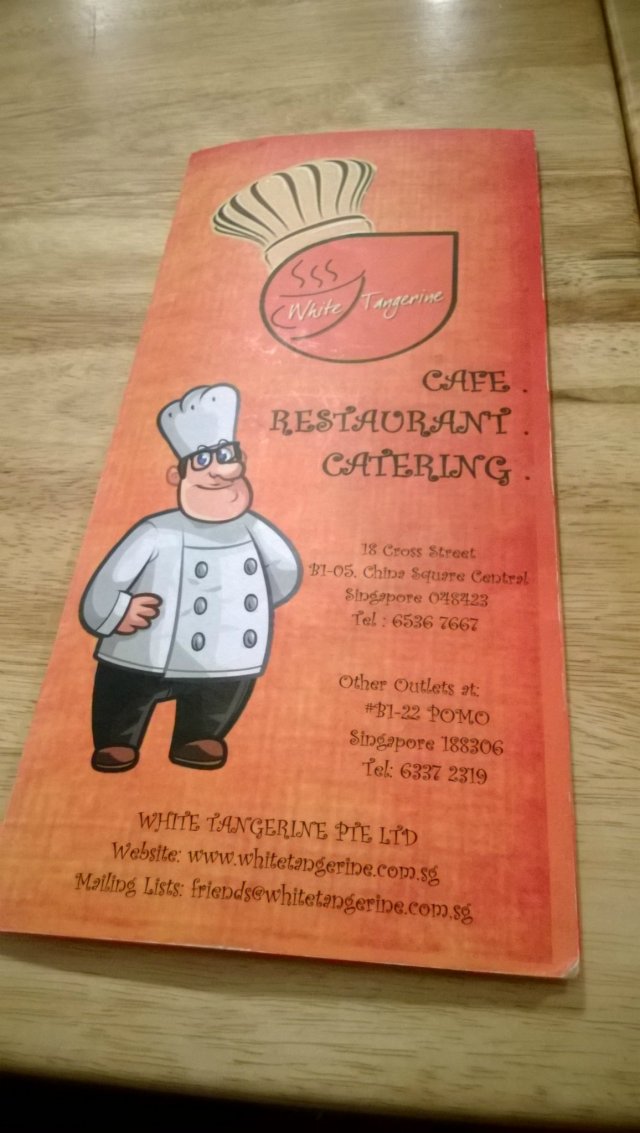 White Tangerine
CAFE .
RESTAURANT .
CATERING .
18 Cross Street
B1-05, China Square Central
Singapore 048423
Tel : 6536 7667
Other Outlets at:
#B1-22 POMO
Singapore 188306
Tel: 6337 2319
WHITE TANGERINE PTE LTD
Website: www.whitetangerine.com.sg
Mailing Lists: friends@whitetangerine.com.sg